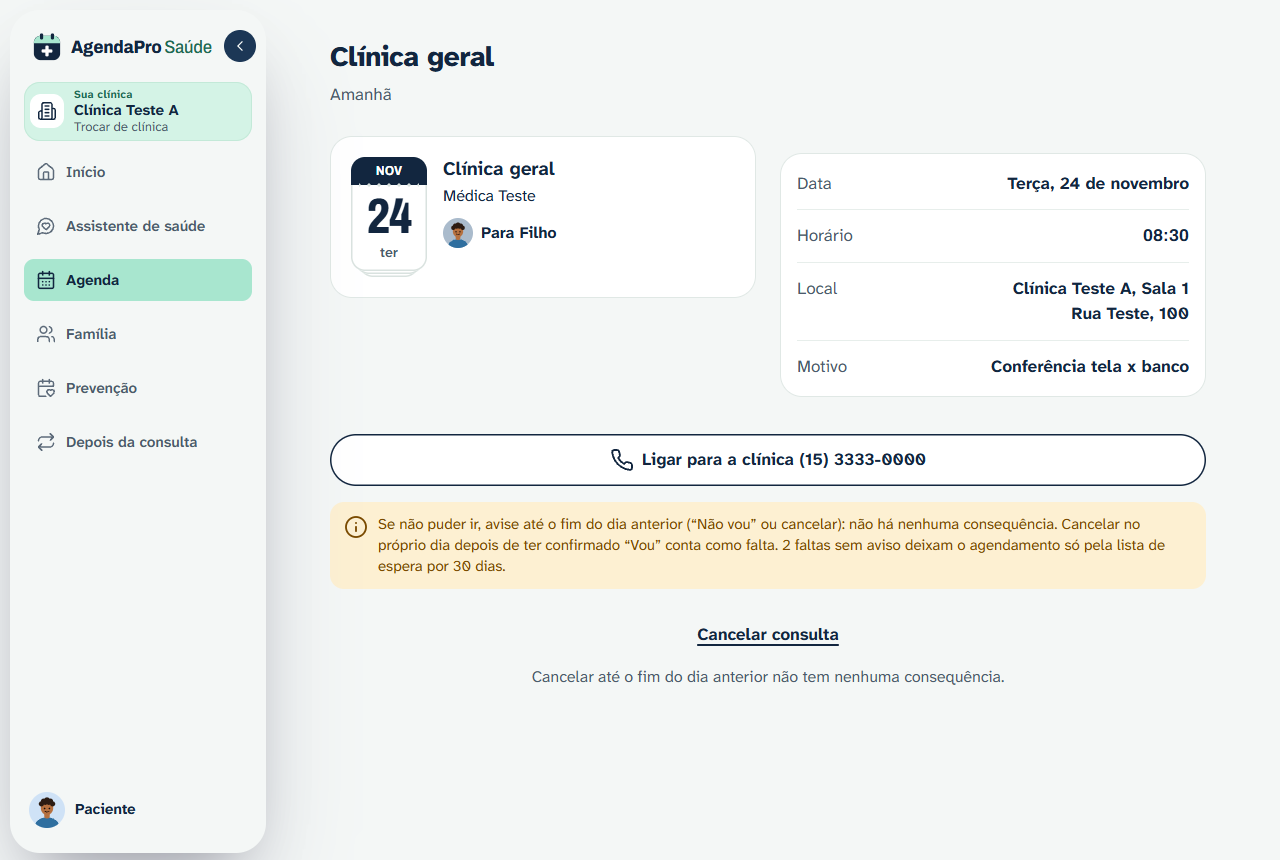 AgendaPro Saúde
Sua clínica
Clínica Teste A
Trocar de clínica
Início
Assistente de saúde
Agenda
Família
Prevenção
Depois da consulta
Paciente
Clínica geral
Amanhã
NOV
24
ter
Clínica geral
Médica Teste
Para Filho
Data Terça, 24 de novembro
Horário 08:30
Local Clínica Teste A, Sala 1
Rua Teste, 100
Motivo Conferência tela x banco
Ligar para a clínica (15) 3333-0000
Se não puder ir, avise até o fim do dia anterior (“Não vou” ou cancelar): não há nenhuma consequência. Cancelar no
próprio dia depois de ter confirmado “Vou” conta como falta. 2 faltas sem aviso deixam o agendamento só pela lista de
espera por 30 dias.
Cancelar consulta
Cancelar até o fim do dia anterior não tem nenhuma consequência.